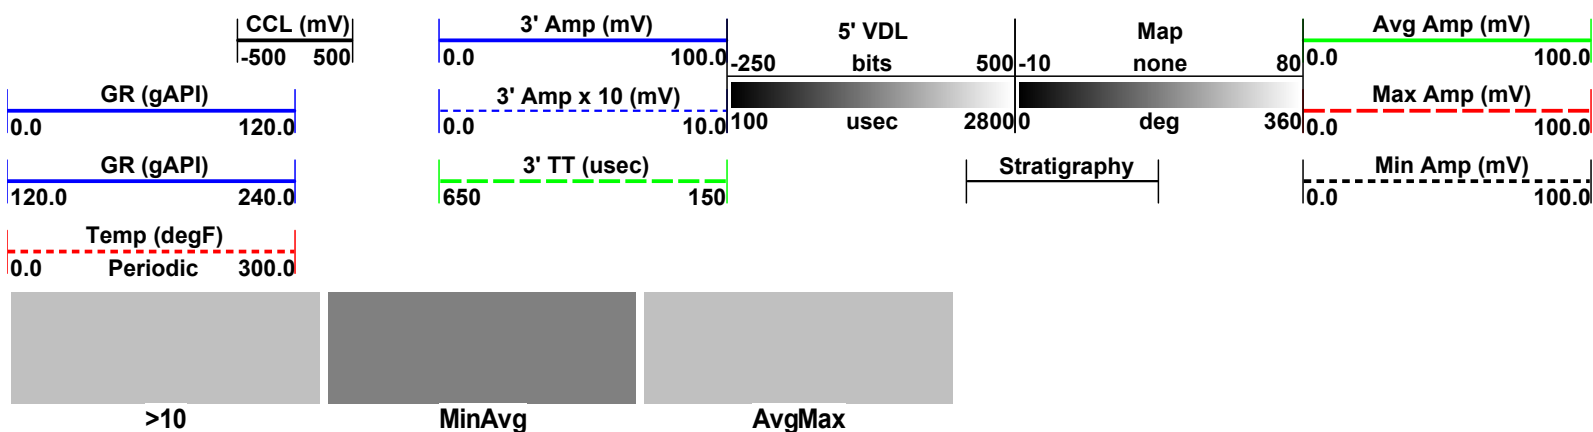 CCL (mV)
-500 500
3' Amp (mV)
0.0 100.0
5' VDL
-250 bits 500
100 usec 2800
Map
-10 none 80
0 deg 360
Avg Amp (mV)
0.0 100.0
GR (gAPI)
0.0 120.0
3' Amp x 10 (mV)
0.0 10.0
Max Amp (mV)
0.0 100.0
GR (gAPI)
120.0 240.0
3' TT (usec)
650 150
Stratigraphy
Min Amp (mV)
0.0 100.0
Temp (degF)
0.0 Periodic 300.0
>10
MinAvg
AvgMax